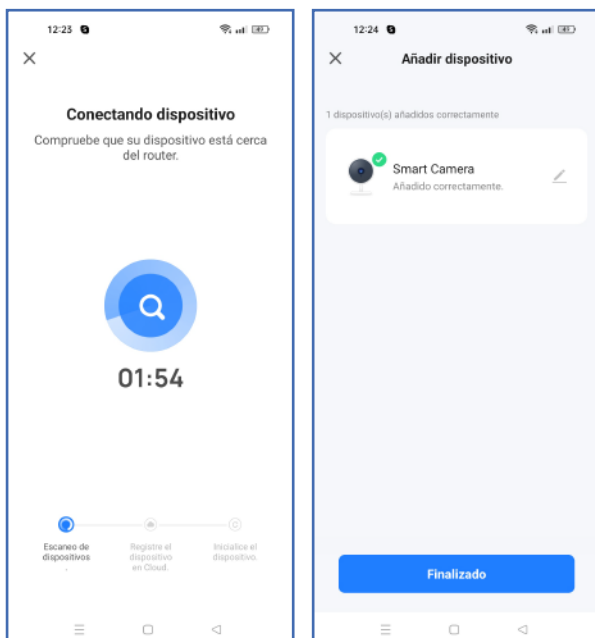 12:23
Conectando dispositivo
Compruebe que su dispositivo está cerca
del router.
01:54
Escaneo de
dispositivos
.
Registre el
dispositivo
en Cloud.
Inicialice el
dispositivo.
12:24
Añadir dispositivo
1 dispositivo(s) añadidos correctamente
Smart Camera
Añadido correctamente.
Finalizado